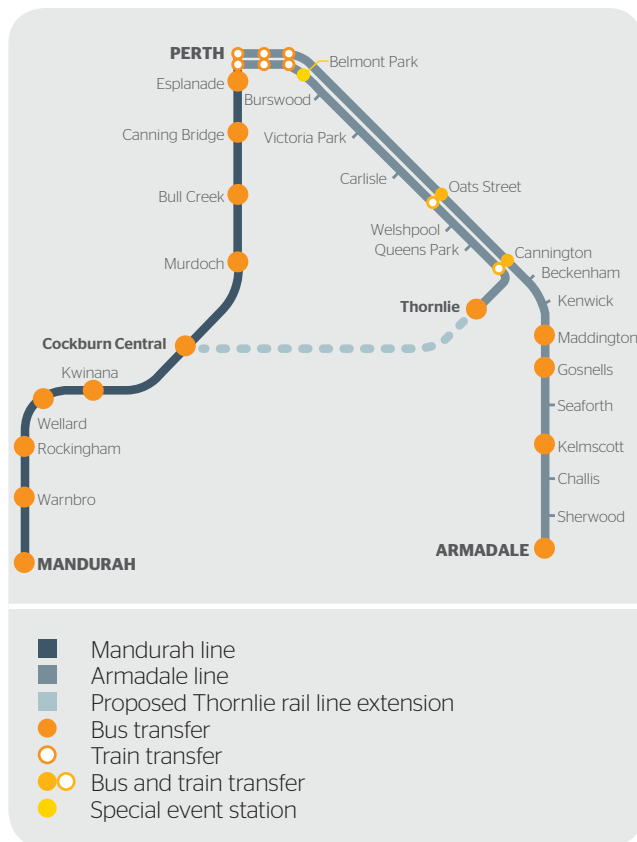 PERTH
Belmont Park
Esplanade
Burswood
Canning Bridge
Victoria Park
Carlisle
Oats Street
Bull Creek
Welshpool
Queens Park
Cannington
Murdoch
Beckenham
Thornlie
Kenwick
Cockburn Central
Maddington
Kwinana
Gosnells
Seaforth
Wellard
Rockingham
Kelmscott
Challis
Warnbro
Sherwood
ARMADALE
MANDURAH
Mandurah line
Armadale line
Proposed Thornlie rail line extension
Bus transfer
Train transfer
Bus and train transfer
Special event station